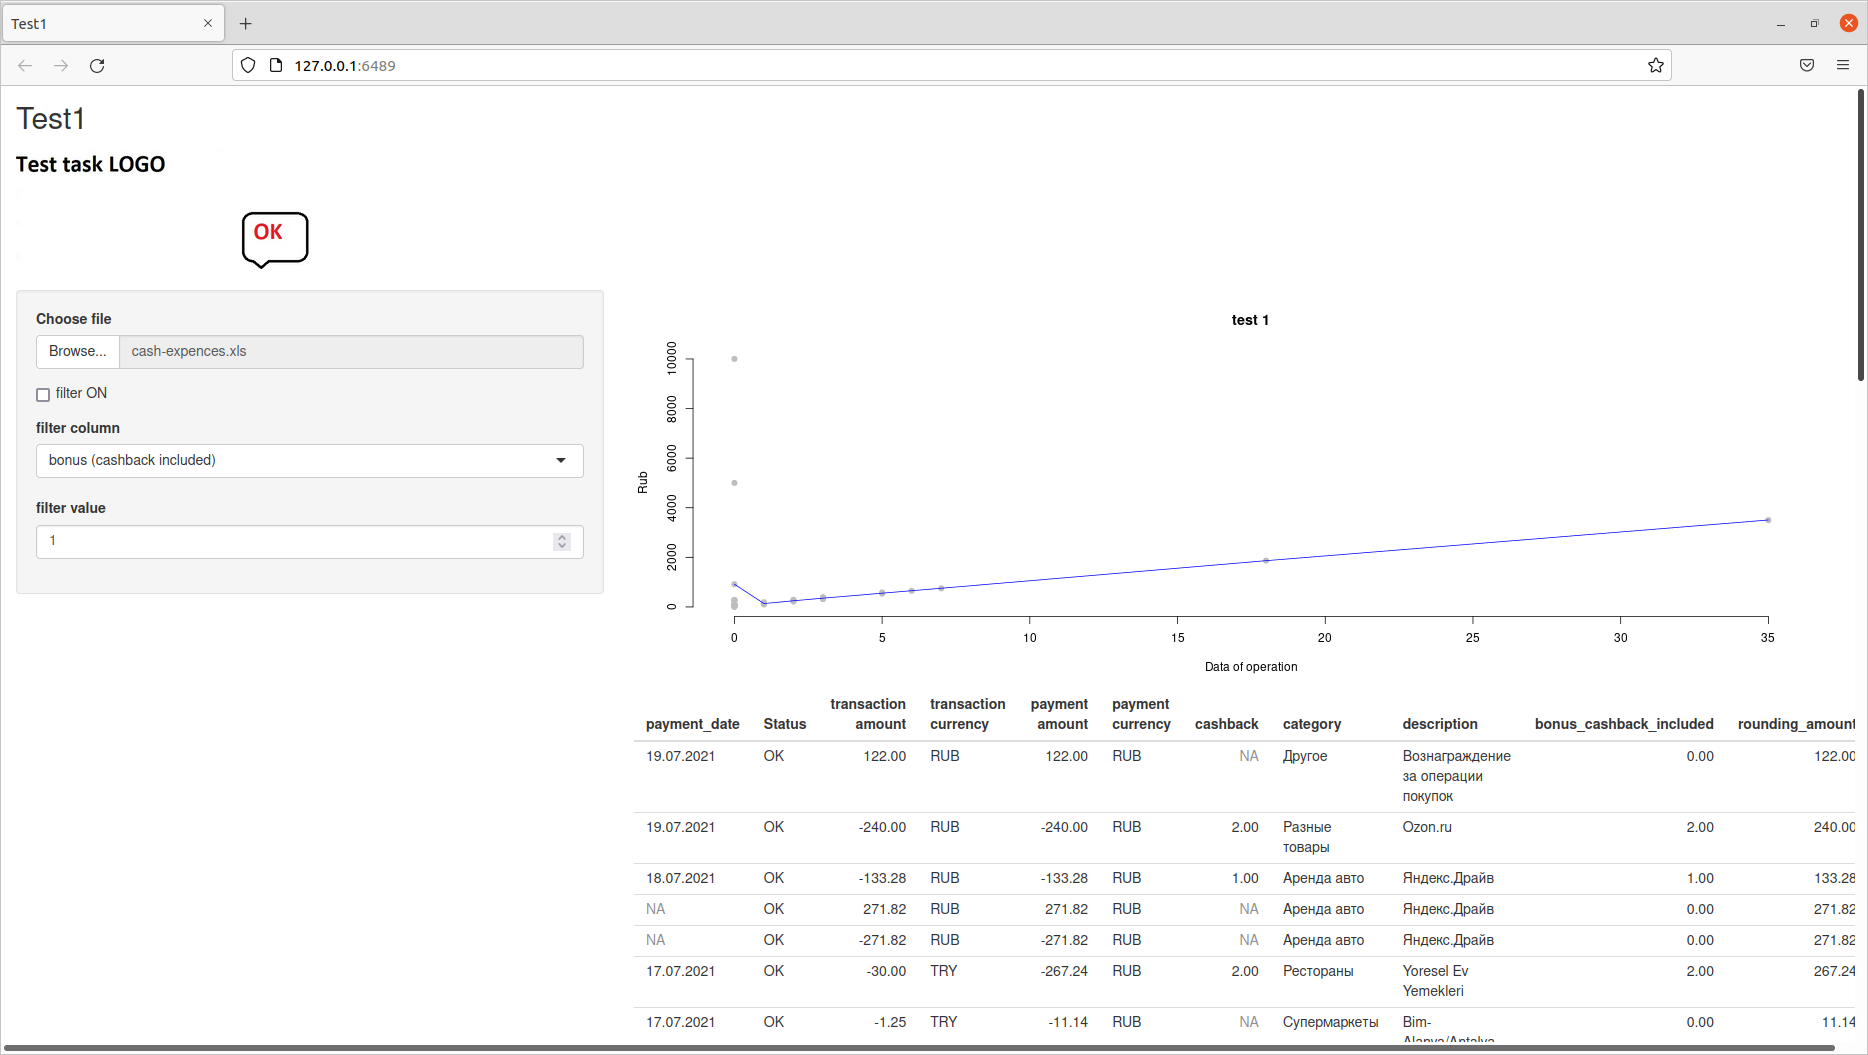 Test1
127.0.0.1:6489
Test1
Test task LOGO
OK
Choose file
Browse... cash-expences.xls
filter ON
filter column
bonus (cashback included)
filter value
1
test 1
Rub
10000
8000
6000
4000
2000
0
0 5 10 15 20 25 30 35
Data of operation
payment_date Status transaction amount transaction currency payment amount payment currency cashback category description bonus_cashback_included rounding_amount
19.07.2021 OK 122.00 RUB 122.00 RUB NA Другое Вознаграждение
за операции
покупок 0.00 122.00
19.07.2021 OK -240.00 RUB -240.00 RUB 2.00 Разные
товары Ozon.ru 2.00 240.00
18.07.2021 OK -133.28 RUB -133.28 RUB 1.00 Аренда авто Яндекс.Драйв 1.00 133.28
NA OK 271.82 RUB 271.82 RUB NA Аренда авто Яндекс.Драйв 0.00 271.82
NA OK -271.82 RUB -271.82 RUB NA Аренда авто Яндекс.Драйв 0.00 271.82
17.07.2021 OK -30.00 TRY -267.24 RUB 2.00 Рестораны Yoresel Ev
Yemekleri 2.00 267.24
17.07.2021 OK -1.25 TRY -11.14 RUB NA Супермаркеты Bim-
Alanya/Antalya 0.00 11.14